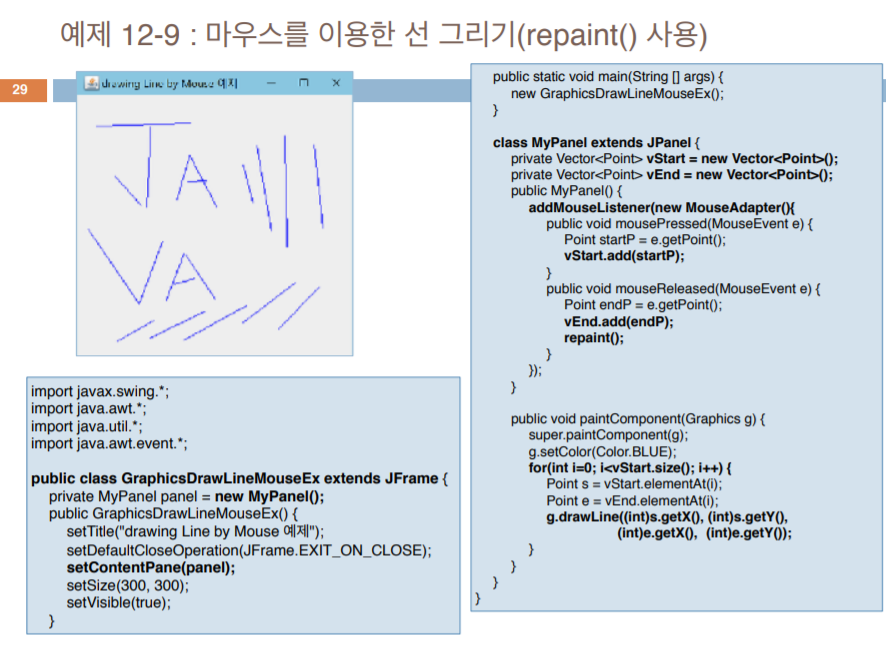 예제 12-9 : 마우스를 이용한 선 그리기(repaint() 사용)
29
drawing Line by Mouse 예제
import javax.swing.*;
import java.awt.*;
import java.util.*;
import java.awt.event.*;
public class GraphicsDrawLineMouseEx extends JFrame {
private MyPanel panel = new MyPanel();
public GraphicsDrawLineMouseEx() {
setTitle("drawing Line by Mouse 예제");
setDefaultCloseOperation(JFrame.EXIT_ON_CLOSE);
setContentPane(panel);
setSize(300, 300);
setVisible(true);
}
public static void main(String [] args) {
new GraphicsDrawLineMouseEx();
}
class MyPanel extends JPanel {
private Vector<Point> vStart = new Vector<Point>();
private Vector<Point> vEnd = new Vector<Point>();
public MyPanel() {
addMouseListener(new MouseAdapter(){
public void mousePressed(MouseEvent e) {
Point startP = e.getPoint();
vStart.add(startP);
}
public void mouseReleased(MouseEvent e) {
Point endP = e.getPoint();
vEnd.add(endP);
repaint();
}
});
}
public void paintComponent(Graphics g) {
super.paintComponent(g);
g.setColor(Color.BLUE);
for(int i=0; i<vStart.size(); i++) {
Point s = vStart.elementAt(i);
Point e = vEnd.elementAt(i);
g.drawLine((int)s.getX(), (int)s.getY(),
(int)e.getX(), (int)e.getY());
}
}
}
}
JA
VA